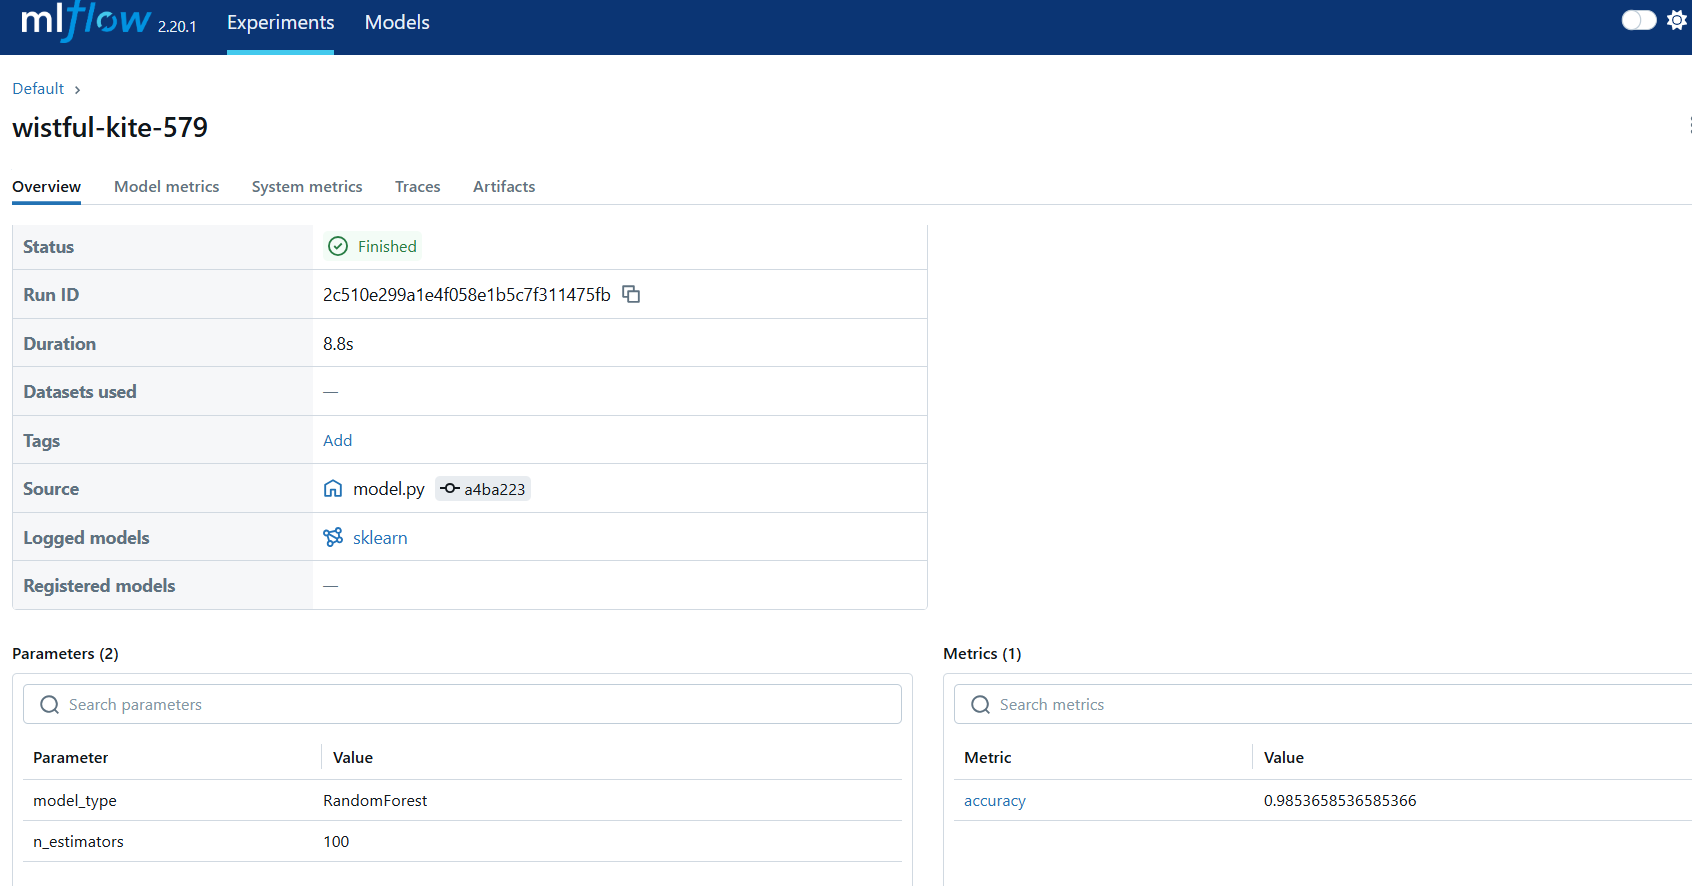 mlflow 2.20.1 Experiments Models
Default
wistful-kite-579
Overview Model metrics System metrics Traces Artifacts
Status Finished
Run ID 2c510e299a1e4f058e1b5c7f311475fb
Duration 8.8s
Datasets used —
Tags Add
Source model.py a4ba223
Logged models sklearn
Registered models —
Parameters (2)
Search parameters
Parameter Value
model_type RandomForest
n_estimators 100
Metrics (1)
Search metrics
Metric Value
accuracy 0.9853658536585366